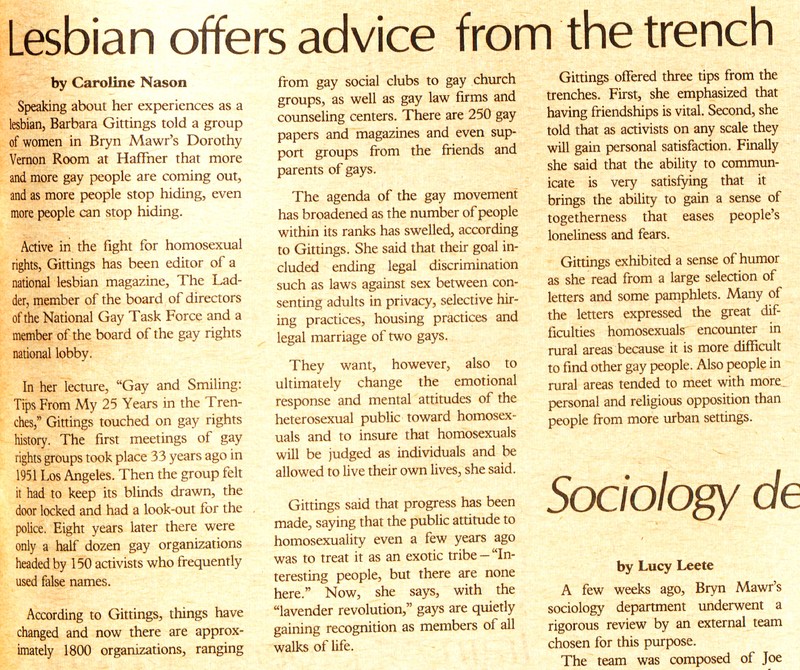 Lesbian offers advice from the trench
by Caroline Nason
Speaking about her experiences as a
lesbian, Barbara Gittings told a group
of women in Bryn Mawr's Dorothy
Vernon Room at Haffner that more
and more gay people are coming out,
and as more people stop hiding, even
more people can stop hiding.
Active in the fight for homosexual
rights, Gittings has been editor of a
national lesbian magazine, The Lad-
der, member of the board of directors
of the National Gay Task Force and a
member of the board of the gay rights
national lobby.
In her lecture, "Gay and Smiling:
Tips From My 25 Years in the Tren-
ches," Gittings touched on gay rights
history. The first meetings of gay
rights groups took place 33 years ago in
1951 Los Angeles. Then the group felt
it had to keep its blinds drawn, the
door locked and had a look-out for the
police. Eight years later there were
only a half dozen gay organizations
headed by 150 activists who frequently
used false names.
According to Gittings, things have
changed and now there are approx-
imately 1800 organizations, ranging
from gay social clubs to gay church
groups, as well as gay law firms and
counseling centers. There are 250 gay
papers and magazines and even sup-
port groups from the friends and
parents of gays.
The agenda of the gay movement
has broadened as the number of people
within its ranks has swelled, according
to Gittings. She said that their goal in-
cluded ending legal discrimination
such as laws against sex between con-
senting adults in privacy, selective hir-
ing practices, housing practices and
legal marriage of two gays.
They want, however, also to
ultimately change the emotional
response and mental attitudes of the
heterosexual public toward homosex-
uals and to insure that homosexuals
will be judged as individuals and be
allowed to live their own lives, she said.
Gittings said that progress has been
made, saying that the public attitude to
homosexuality even a few years ago
was to treat it as an exotic tribe—"In-
teresting people, but there are none
here." Now, she says, with the
"lavender revolution," gays are quietly
gaining recognition as members of all
walks of life.
Gittings offered three tips from the
trenches. First, she emphasized that
having friendships is vital. Second, she
told that as activists on any scale they
will gain personal satisfaction. Finally
she said that the ability to commun-
icate is very satisfying that it
brings the ability to gain a sense of
togetherness that eases people's
loneliness and fears.
Gittings exhibited a sense of humor
as she read from a large selection of
letters and some pamphlets. Many of
the letters expressed the great dif-
ficulties homosexuals encounter in
rural areas because it is more difficult
to find other gay people. Also people in
rural areas tended to meet with more
personal and religious opposition than
people from more urban settings.
Sociology de
by Lucy Leete
A few weeks ago, Bryn Mawr's
sociology department underwent a
rigorous review by an external team
chosen for this purpose.
The team was composed of Joe